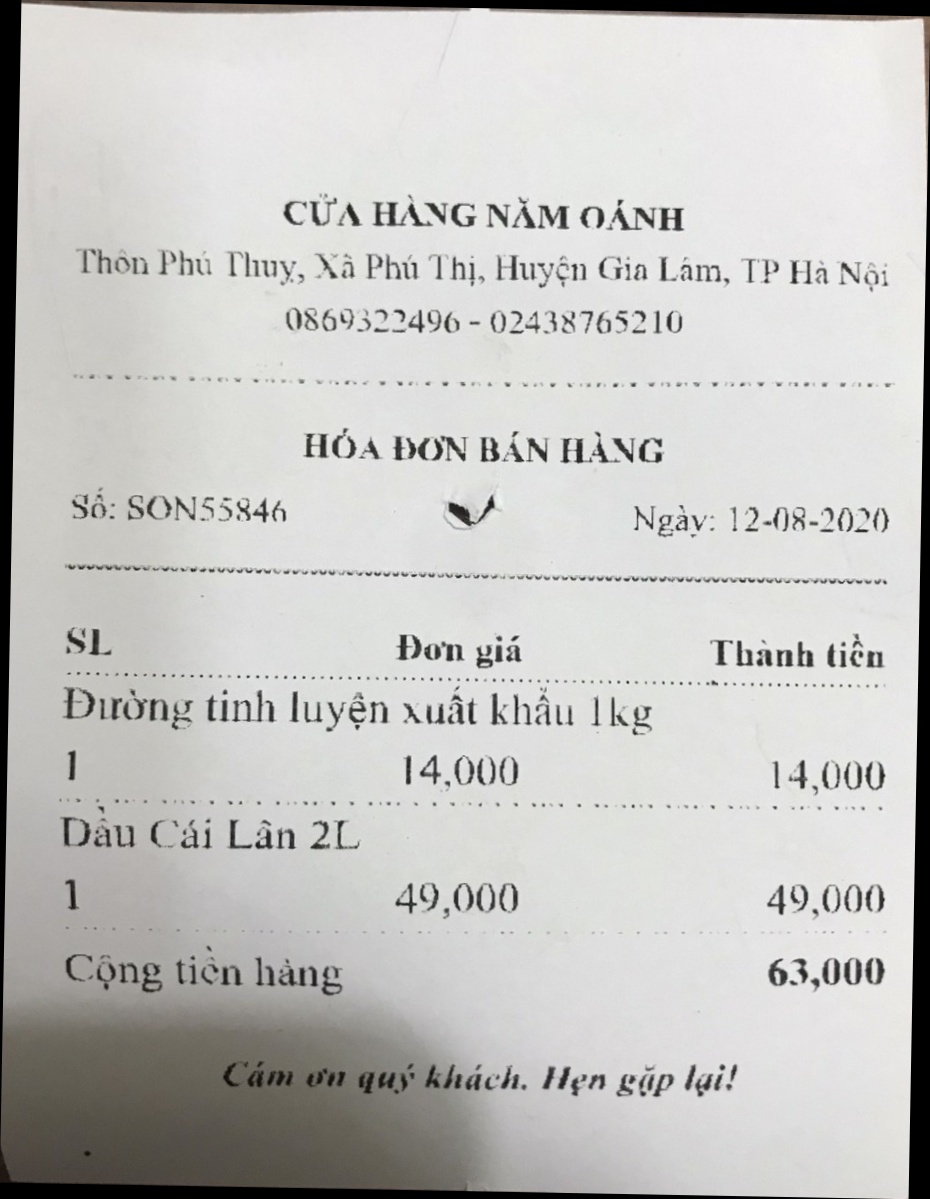 CỬA HÀNG NĂM OÁNH
Thôn Phú Thuỵ, Xã Phú Thị, Huyện Gia Lâm, TP Hà Nội
0869322496 - 02438765210
HÓA ĐƠN BÁN HÀNG
Số: SON55846 Ngày: 12-08-2020
SL Đơn giá Thành tiền
Đường tinh luyện xuất khẩu 1kg
1 14,000 14,000
Dầu Cái Lân 2L
1 49,000 49,000
Cộng tiền hàng 63,000
Cám ơn quý khách. Hẹn gặp lại!